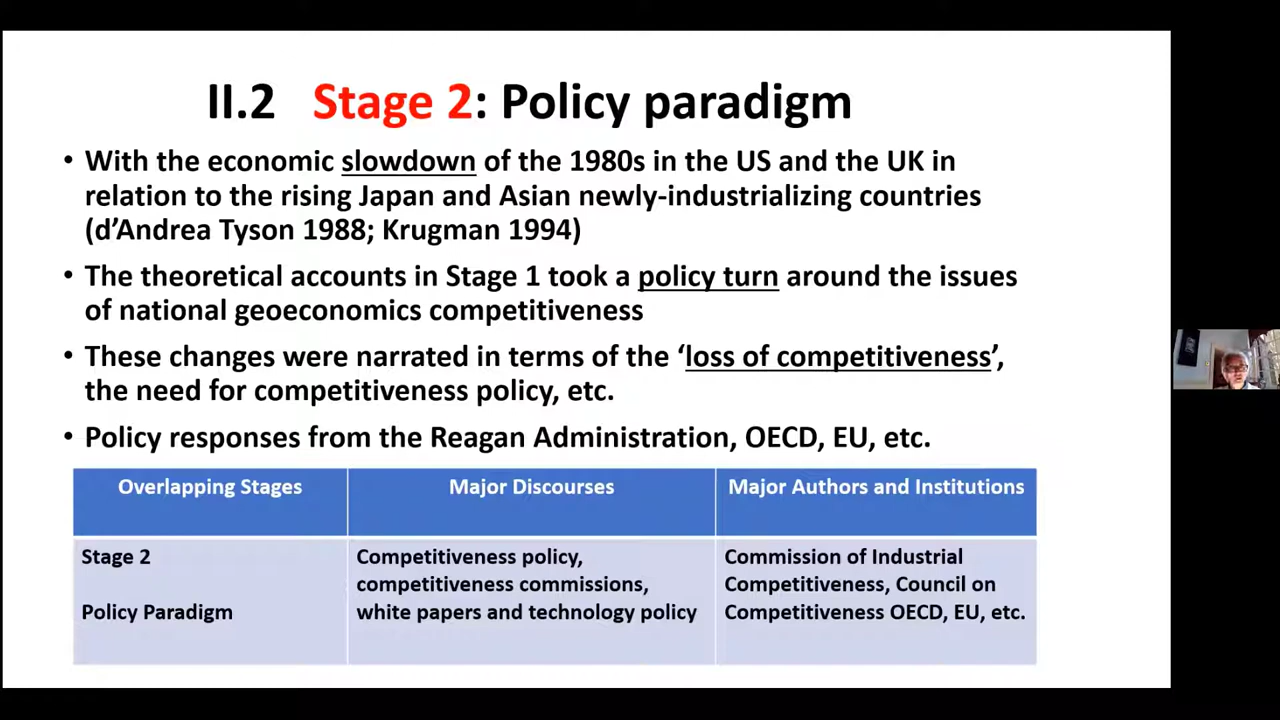 II.2 Stage 2: Policy paradigm
• With the economic slowdown of the 1980s in the US and the UK in
relation to the rising Japan and Asian newly-industrializing countries
(d’Andrea Tyson 1988; Krugman 1994)
• The theoretical accounts in Stage 1 took a policy turn around the issues
of national geoeconomics competitiveness
• These changes were narrated in terms of the ‘loss of competitiveness’,
the need for competitiveness policy, etc.
• Policy responses from the Reagan Administration, OECD, EU, etc.
Overlapping Stages
Major Discourses
Major Authors and Institutions
Stage 2
Policy Paradigm
Competitiveness policy,
competitiveness commissions,
white papers and technology policy
Commission of Industrial
Competitiveness, Council on
Competitiveness OECD, EU, etc.